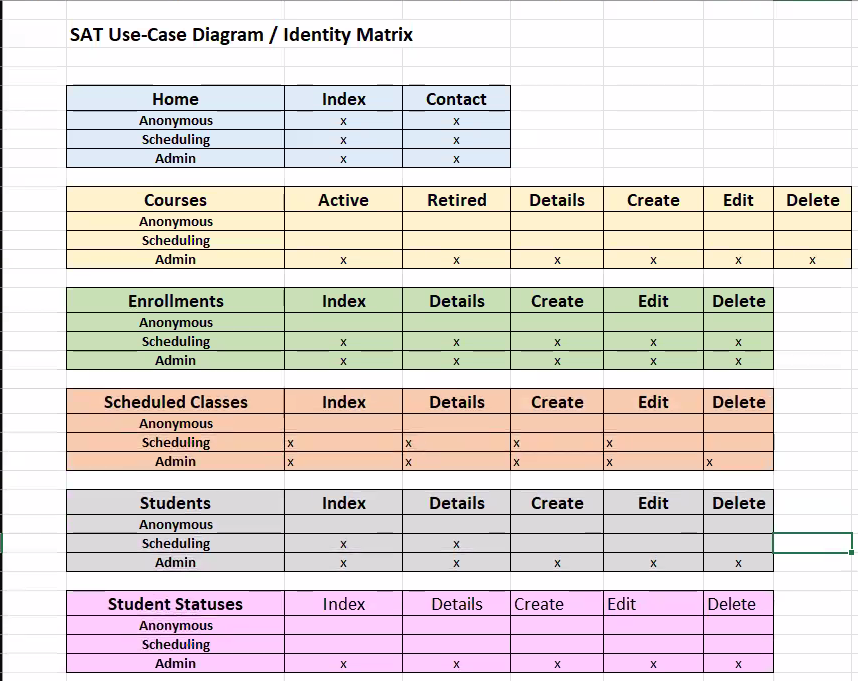 SAT Use-Case Diagram / Identity Matrix
Home Index Contact
Anonymous x x
Scheduling x x
Admin x x
Courses Active Retired Details Create Edit Delete
Anonymous
Scheduling
Admin x x x x x x
Enrollments Index Details Create Edit Delete
Anonymous
Scheduling x x x x x
Admin x x x x x
Scheduled Classes Index Details Create Edit Delete
Anonymous
Scheduling x x x x
Admin x x x x x
Students Index Details Create Edit Delete
Anonymous
Scheduling x x
Admin x x x x x
Student Statuses Index Details Create Edit Delete
Anonymous
Scheduling
Admin x x x x x